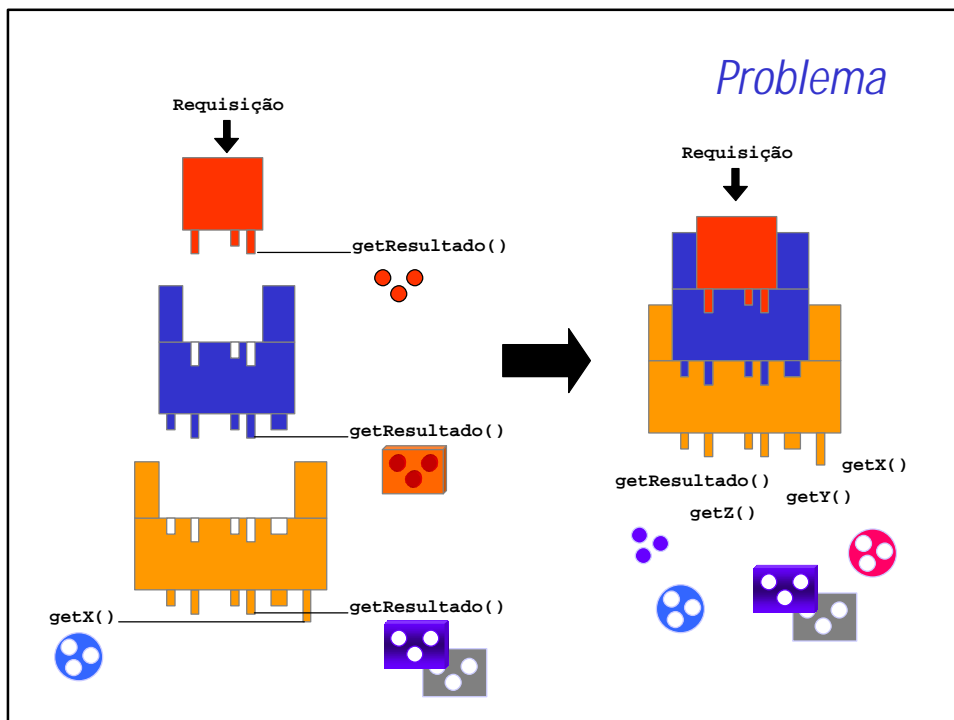 Problema
Requisição
getResultado()
getResultado()
getResultado()
getX()
Requisição
getX()
getResultado()
getY()
getZ()